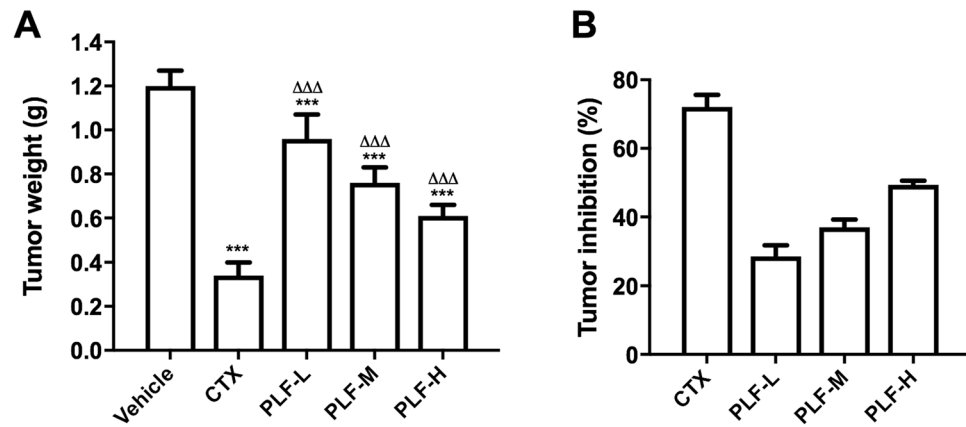 A
Tumor weight (g)
1.4
1.2
1.0
0.8
0.6
0.4
0.2
0.0
***
ΔΔΔ
***
ΔΔΔ
***
ΔΔΔ
***
Vehicle
CTX
PLF-L
PLF-M
PLF-H
B
Tumor inhibition (%)
80
60
40
20
0
CTX
PLF-L
PLF-M
PLF-H